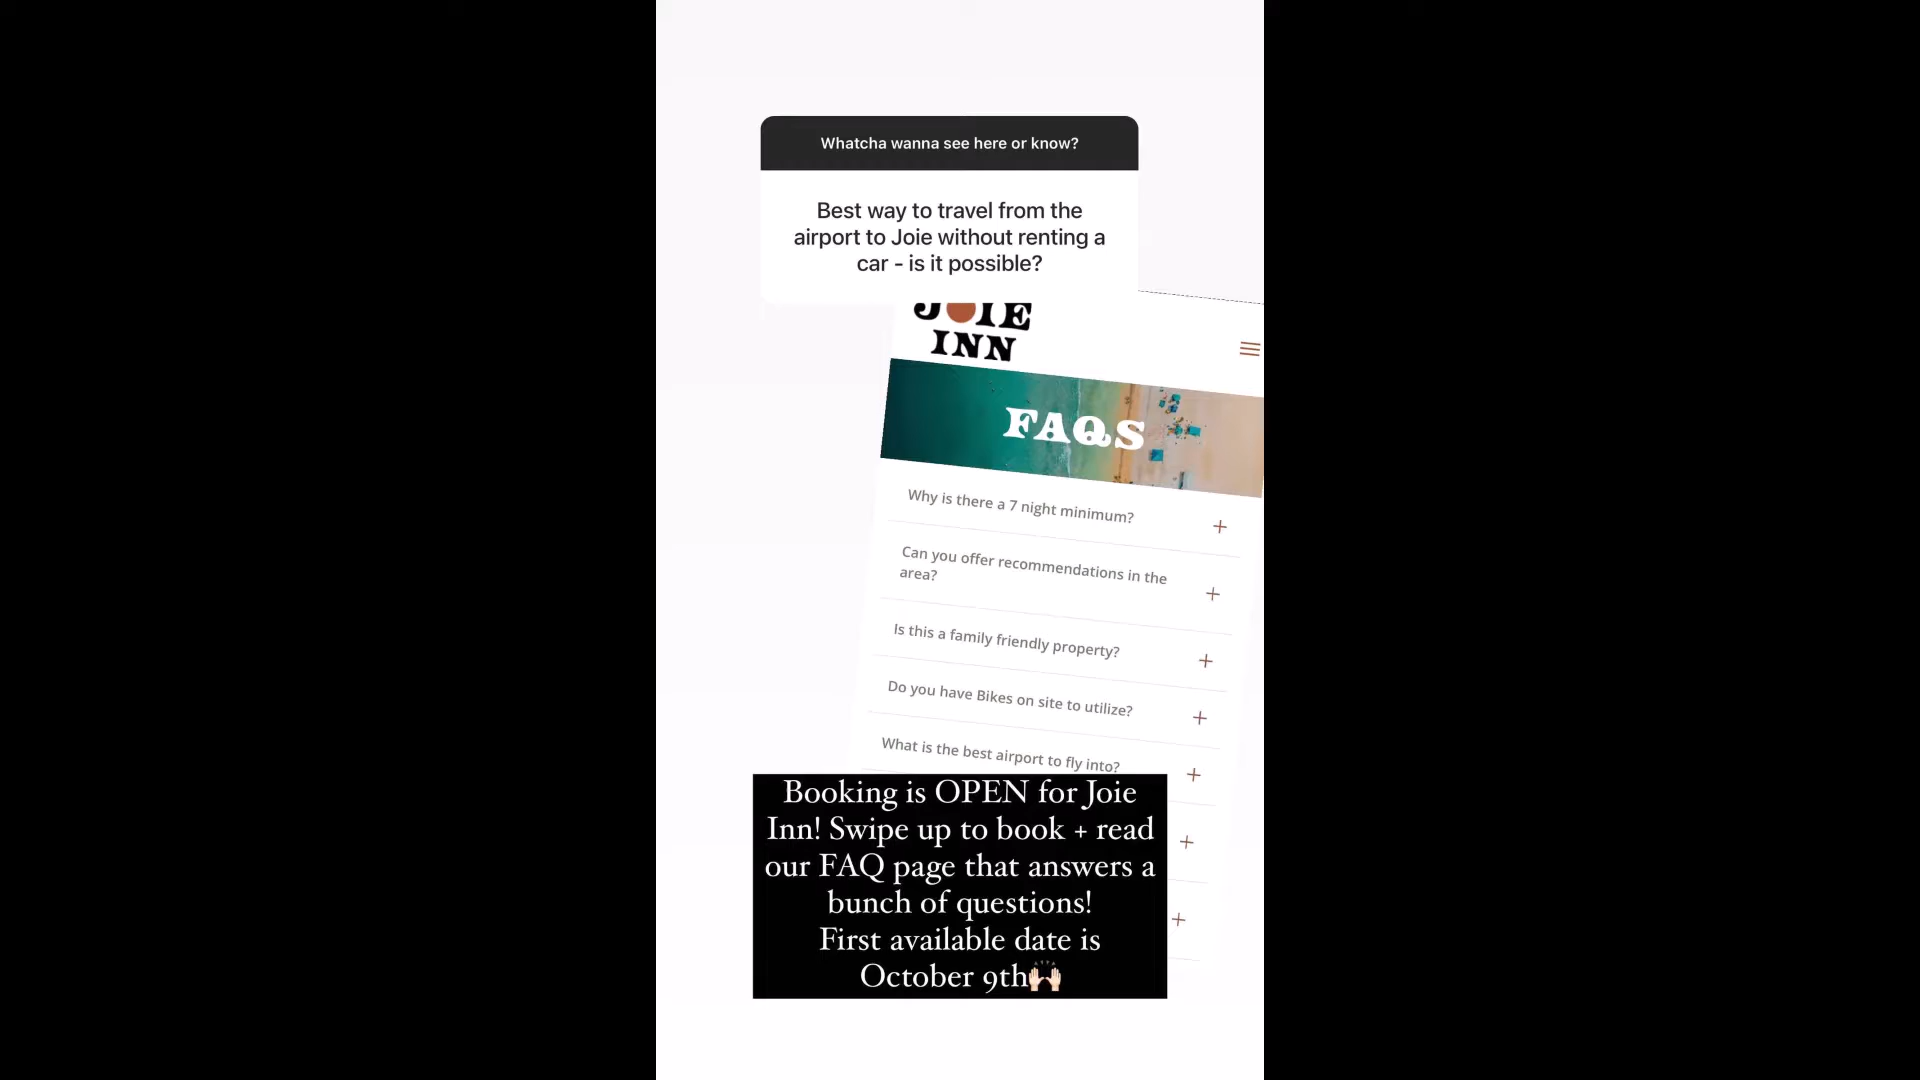 Whatcha wanna see here or know?
Best way to travel from the
airport to Joie without renting a
car - is it possible?
JOIE
INN
FAQS
Why is there a 7 night minimum?
Can you offer recommendations in the
area?
Is this a family friendly property?
Do you have Bikes on site to utilize?
What is the best airport to fly into?
Booking is OPEN for Joie
Inn! Swipe up to book + read
our FAQ page that answers a
bunch of questions!
First available date is
October 9th🙌🏻